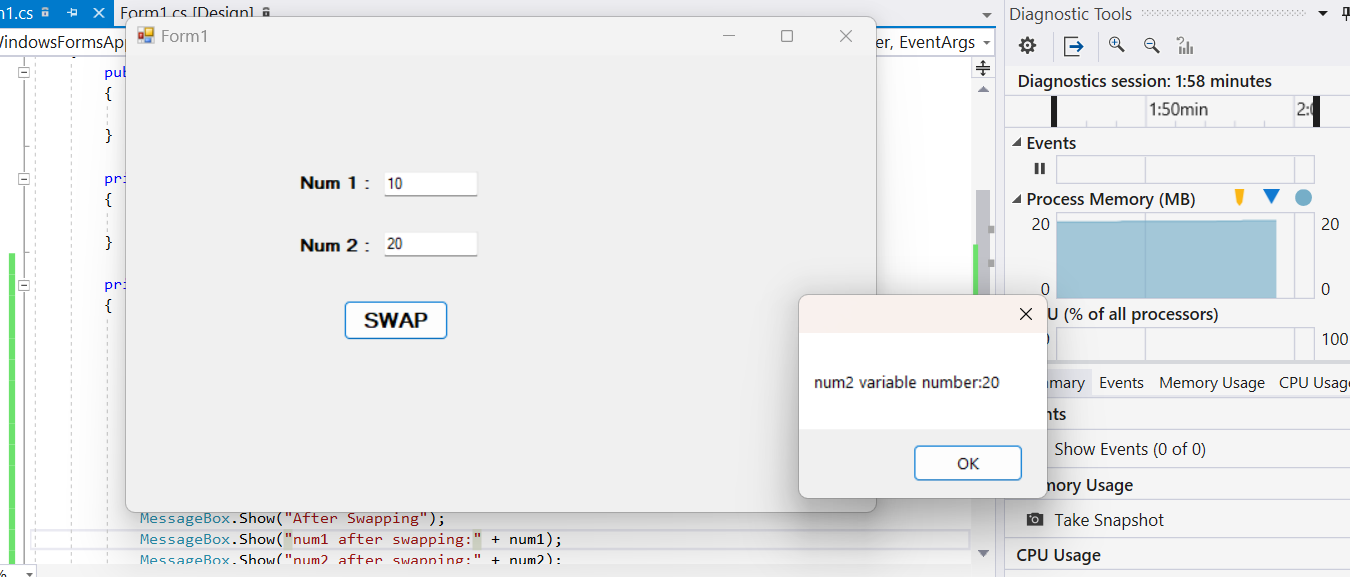 n1.cs
Form1.cs [Design]
WindowsFormsApp
er, EventArgs
pub
{
}
pri
{
}
pri
{
MessageBox.Show("After Swapping");
MessageBox.Show("num1 after swapping:" + num1);
MessageBox.Show("num2 after swapping:" + num2);
%
Form1
Num 1 :
10
Num 2 :
20
SWAP
num2 variable number:20
OK
Diagnostic Tools
Diagnostics session: 1:58 minutes
1:50min
2:0
Events
Process Memory (MB)
20
20
0
0
U (% of all processors)
100
mmary Events Memory Usage CPU Usage
nts
Show Events (0 of 0)
mory Usage
Take Snapshot
CPU Usage